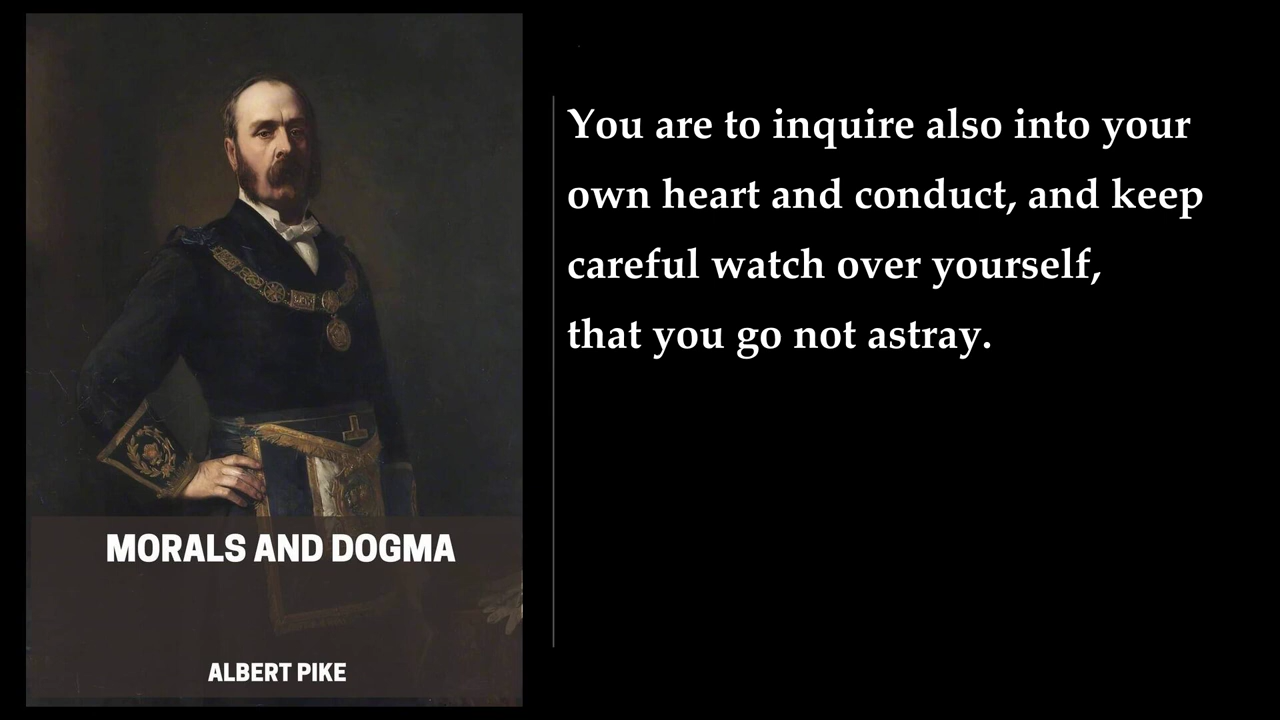 MORALS AND DOGMA
ALBERT PIKE
You are to inquire also into your
own heart and conduct, and keep
careful watch over yourself,
that you go not astray.